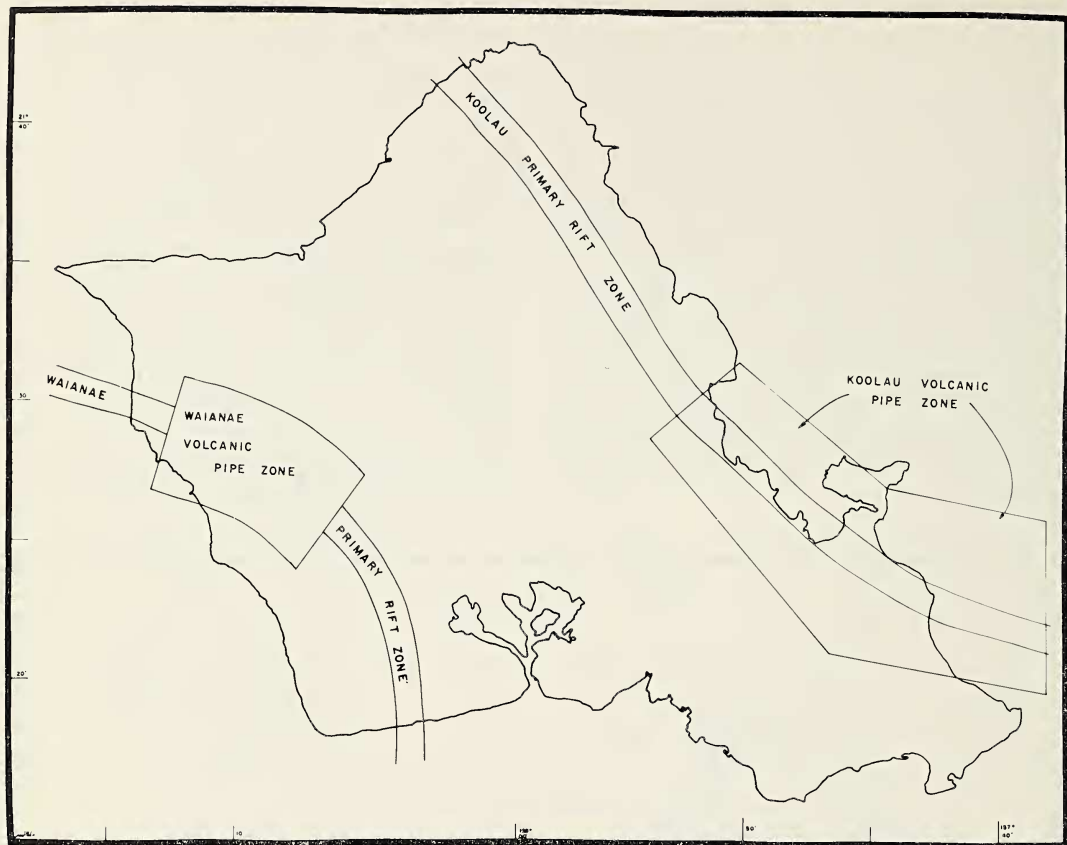 KOOLAU PRIMARY RIFT ZONE
KOOLAU VOLCANIC
PIPE ZONE
WAIANAE
WAIANAE
VOLCANIC
PIPE ZONE
PRIMARY RIFT ZONE
21°
40'
30'
20'
10
158°
50'
157°
40'